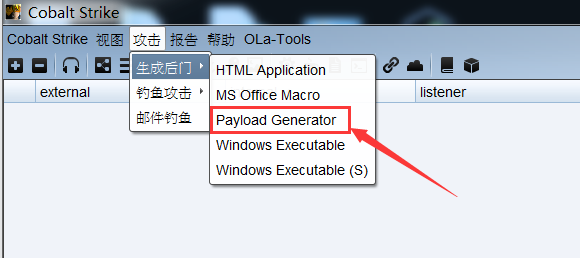 Cobalt Strike
Cobalt Strike 视图 攻击 报告 帮助 OLa-Tools
生成后门
钓鱼攻击
邮件钓鱼
HTML Application
MS Office Macro
Payload Generator
Windows Executable
Windows Executable (S)
external
listener